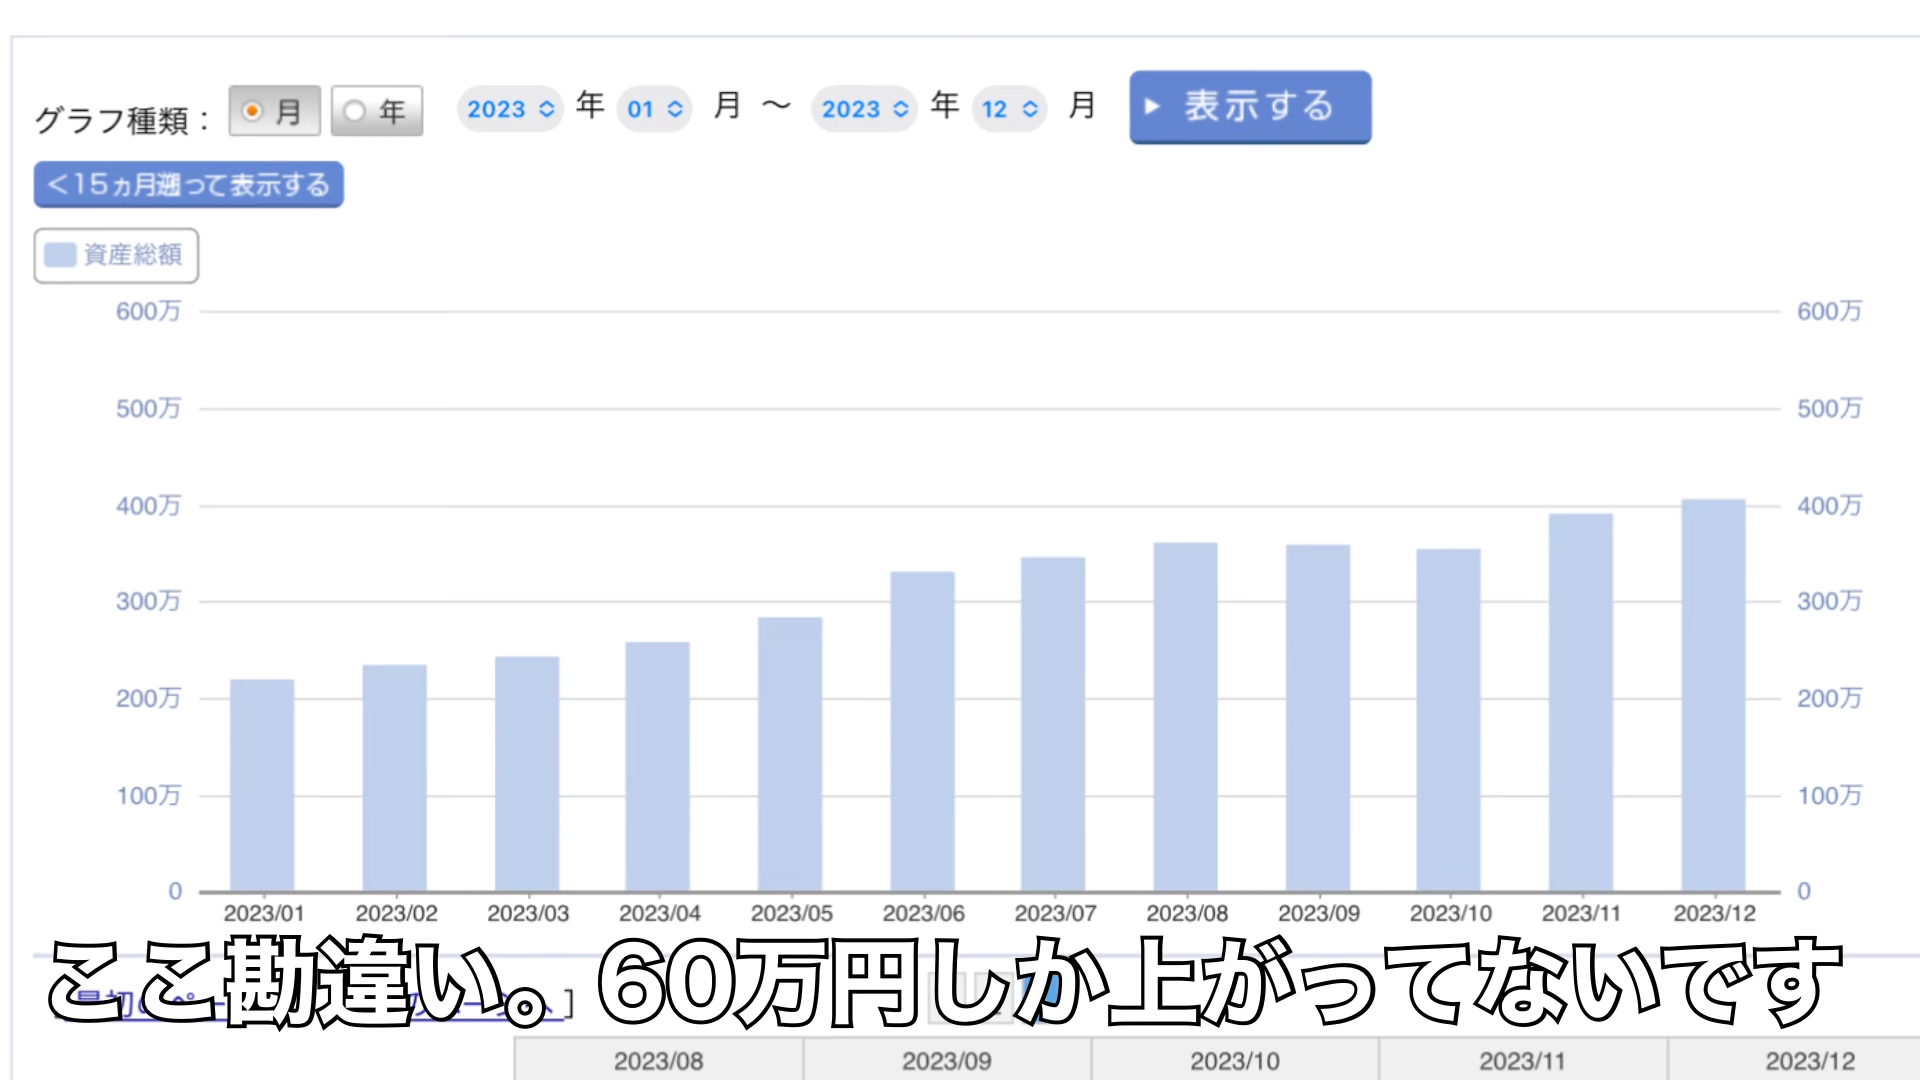 グラフ種類： 月 年 2023 年 01 月 ～ 2023 年 12 月 表示する
＜15ヵ月遡って表示する
資産総額
600万 600万
500万 500万
400万 400万
300万 300万
200万 200万
100万 100万
0 0
2023/01 2023/02 2023/03 2023/04 2023/05 2023/06 2023/07 2023/08 2023/09 2023/10 2023/11 2023/12
ここ勘違い。60万円しか上がってないです
2023/08 2023/09 2023/10 2023/11 2023/12